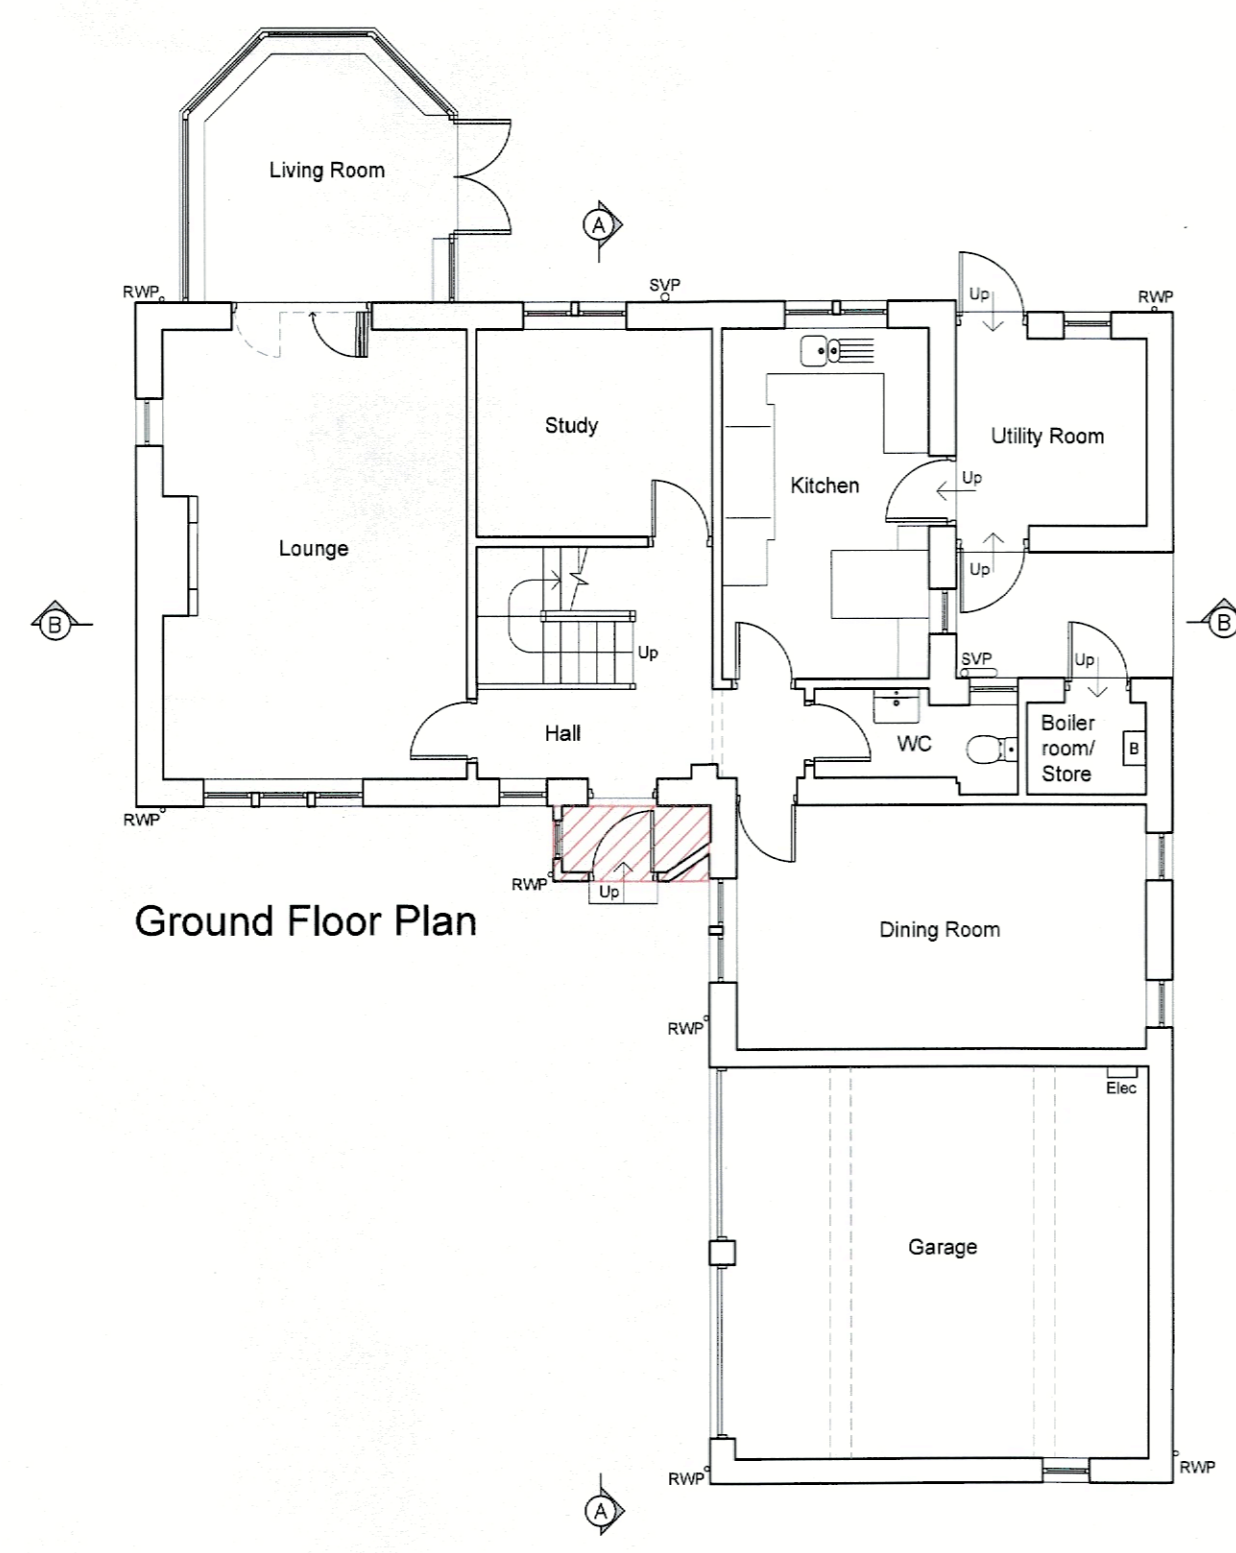 Living Room
A
RWP
SVP
Up
RWP
Study
Utility Room
Kitchen
Up
Lounge
Up
B
B
Up
SVP
Up
Hall
WC
Boiler
room/
Store
B
RWP
RWP
Up
Ground Floor Plan
Dining Room
RWP
Elec
Garage
RWP
RWP
A